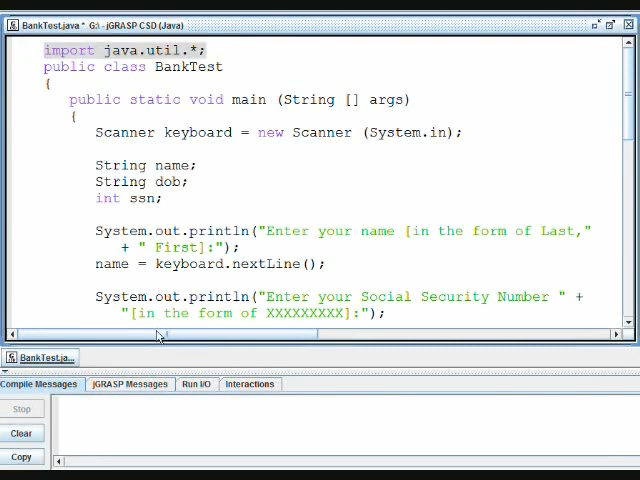 BankTest.java * G:\ - jGRASP CSD (Java)
import java.util.*;
public class BankTest
{
public static void main (String [] args)
{
Scanner keyboard = new Scanner (System.in);
String name;
String dob;
int ssn;
System.out.println("Enter your name [in the form of Last,"
+ " First]:");
name = keyboard.nextLine();
System.out.println("Enter your Social Security Number " +
"[in the form of XXXXXXXXX]:");
BankTest.ja...
Compile Messages jGRASP Messages Run I/O Interactions
Stop
Clear
Copy